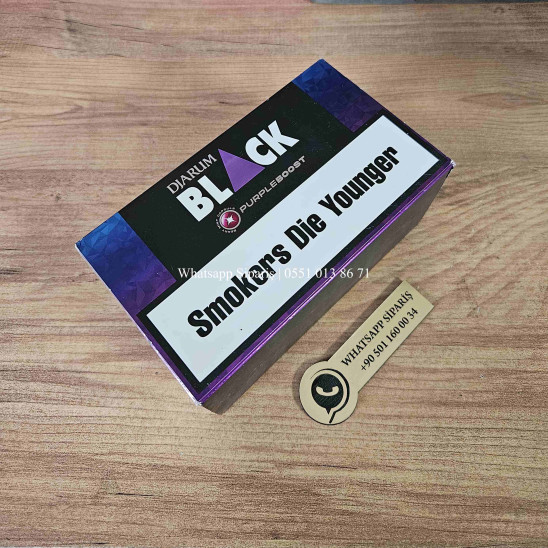 DJARUM
BLACK
PURPLEBOOST
Smokers Die Younger
Whatsapp Sipariş | 0551 013 86 71
WHATSAPP SİPARİŞ
+90 501 160 00 34